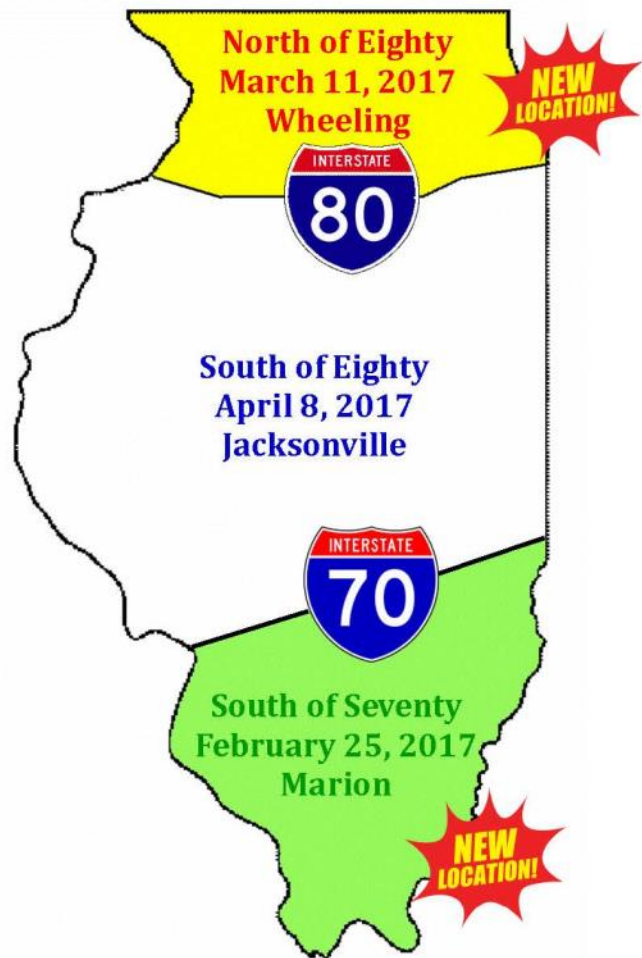 North of Eighty
March 11, 2017
Wheeling
NEW
LOCATION!
INTERSTATE
80
South of Eighty
April 8, 2017
Jacksonville
INTERSTATE
70
South of Seventy
February 25, 2017
Marion
NEW
LOCATION!